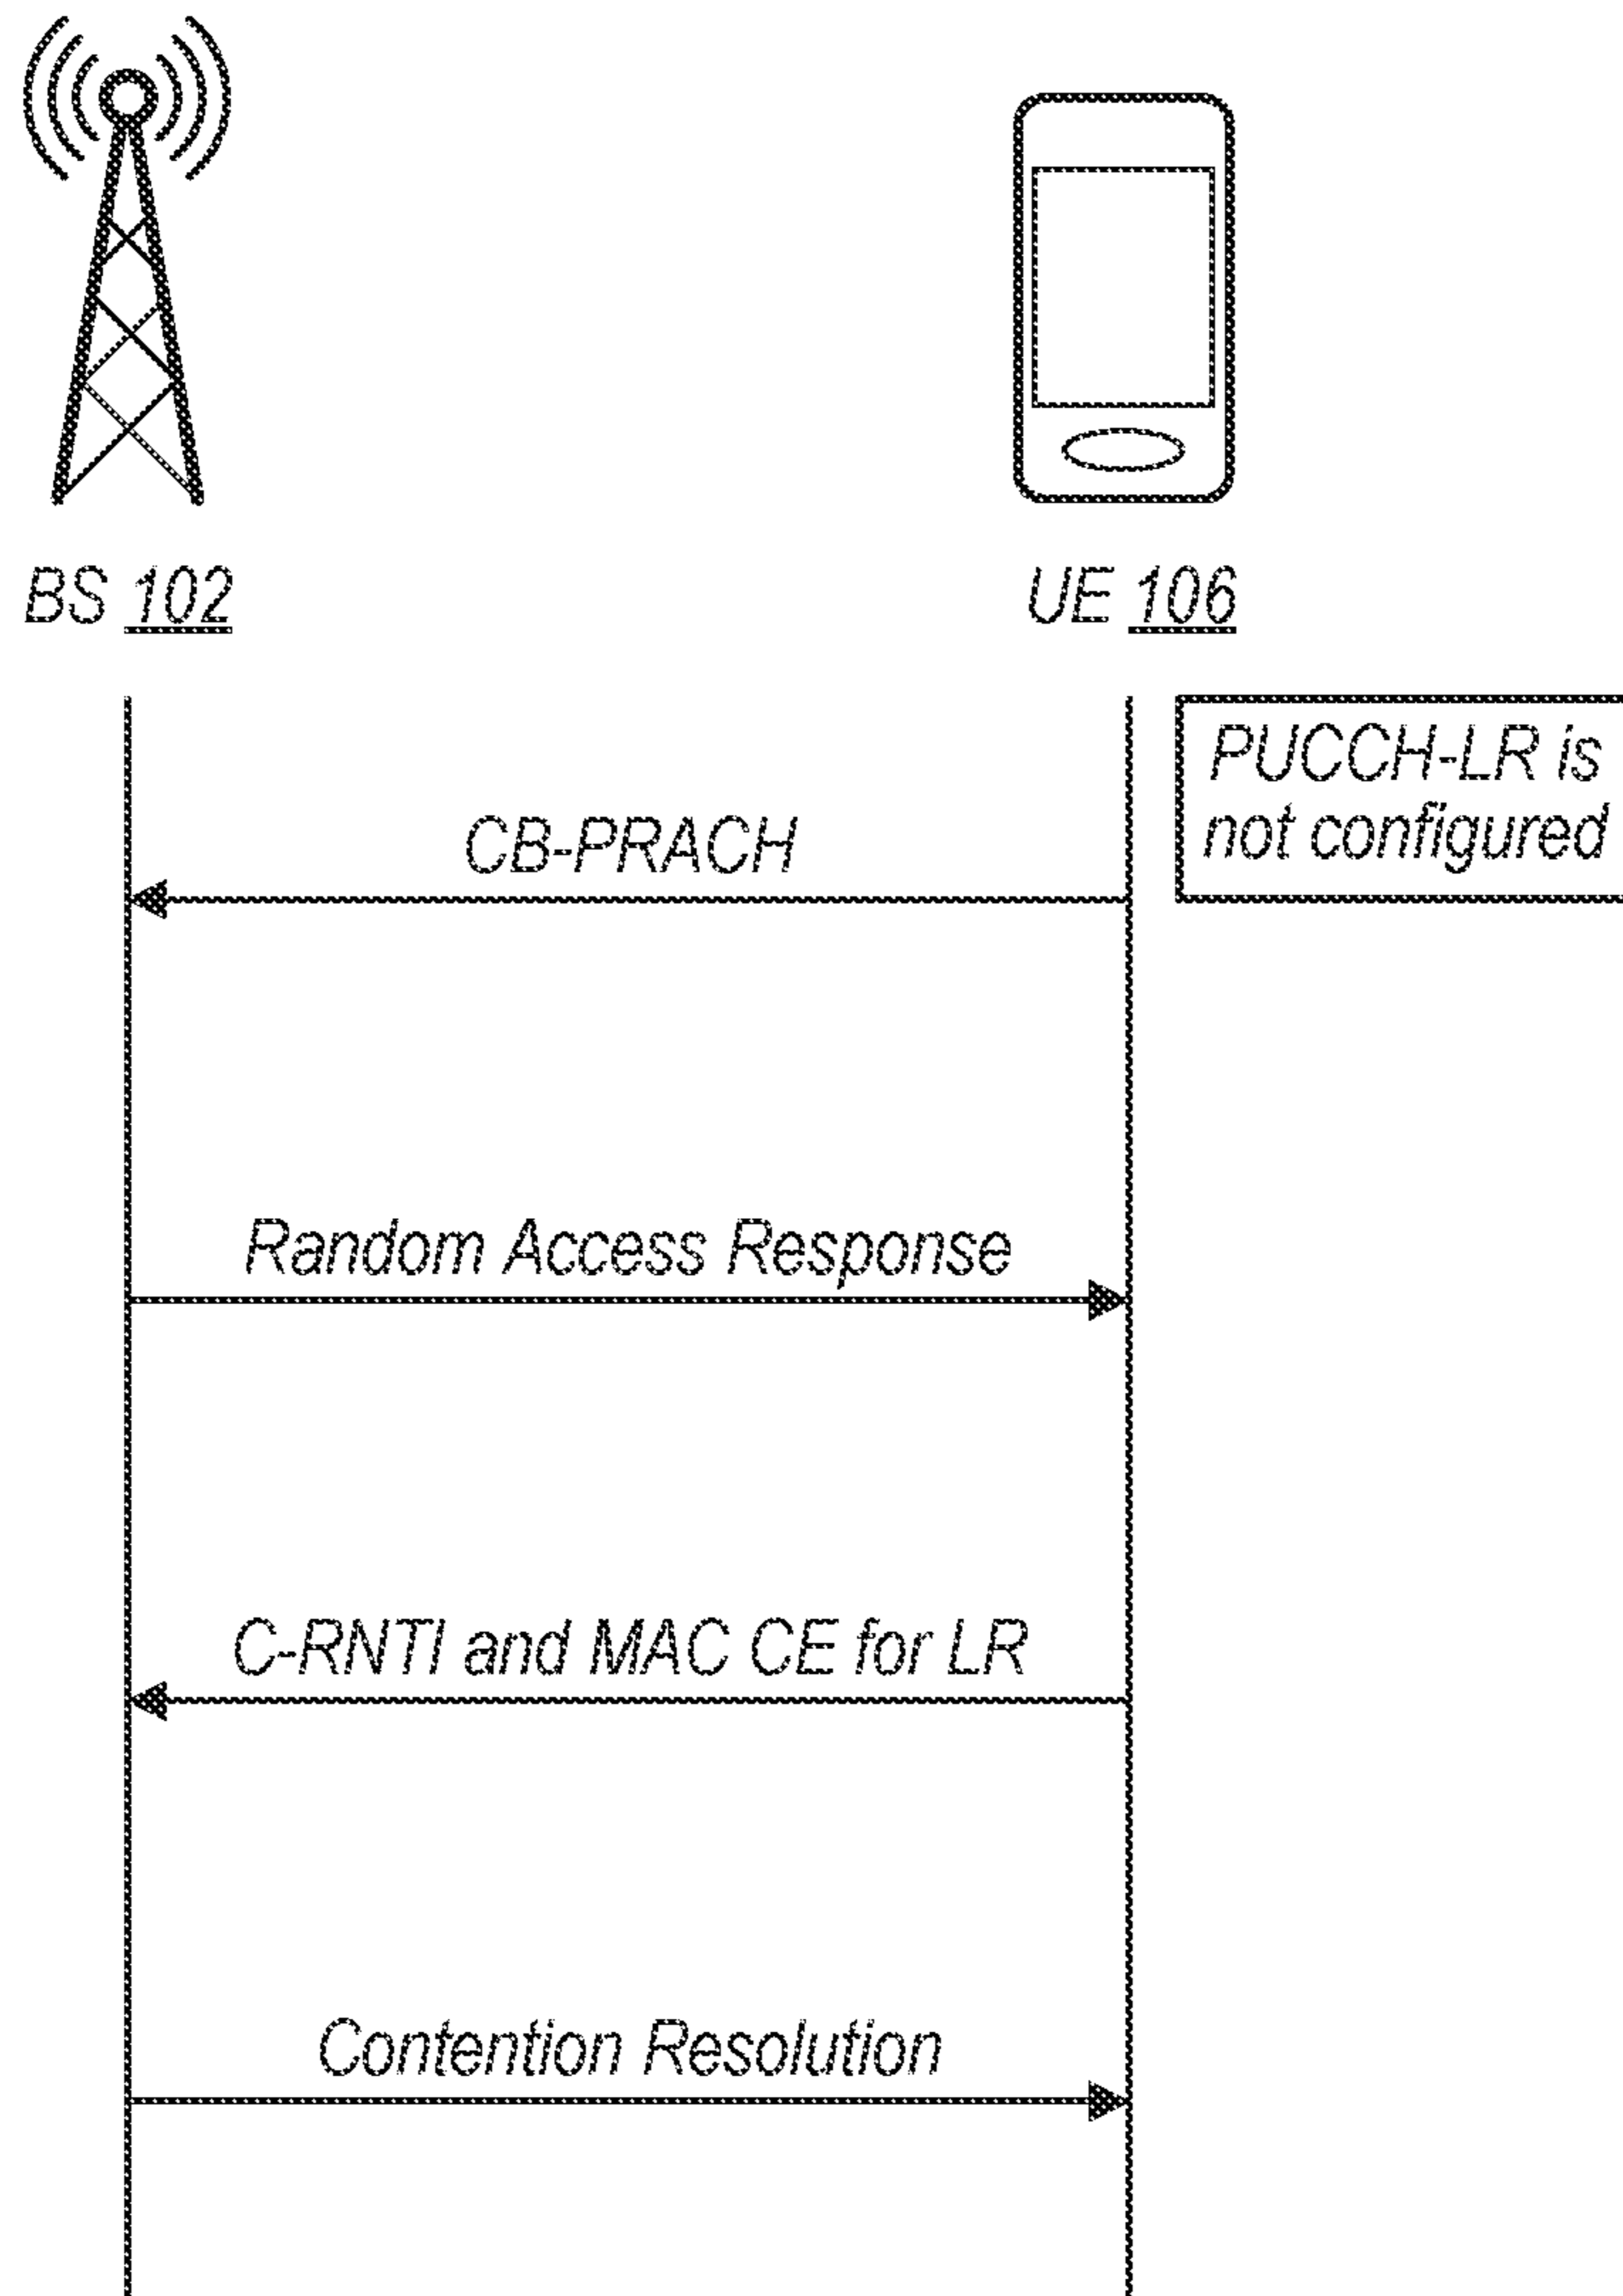 BS 102
UE 106
PUCCH-LR is
not configured
CB-PRACH
Random Access Response
C-RNTI and MAC CE for LR
Contention Resolution